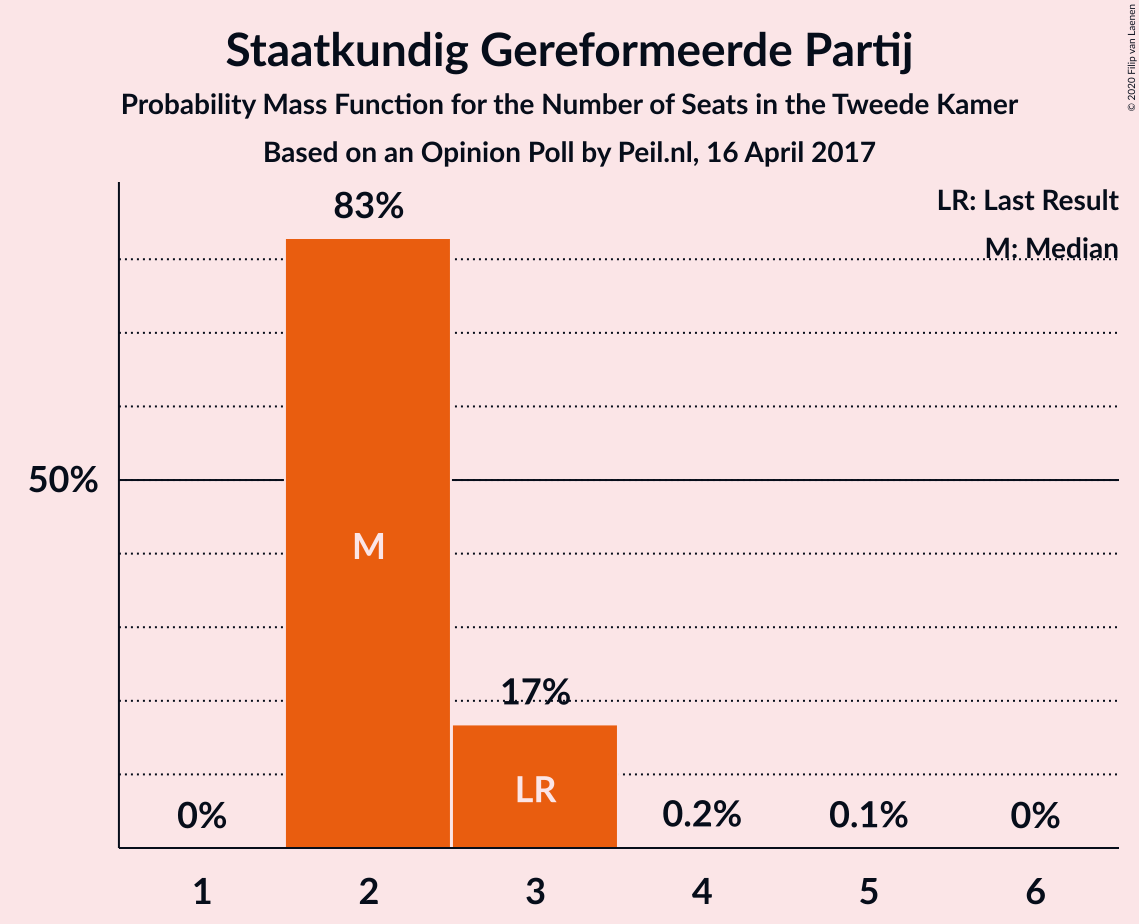 Staatkundig Gereformeerde Partij
Probability Mass Function for the Number of Seats in the Tweede Kamer
Based on an Opinion Poll by Peil.nl, 16 April 2017
© 2020 Filip van Laenen
LR: Last Result
M: Median
83%
50%
M
17%
LR
0%
0.2%
0.1%
0%
1
2
3
4
5
6